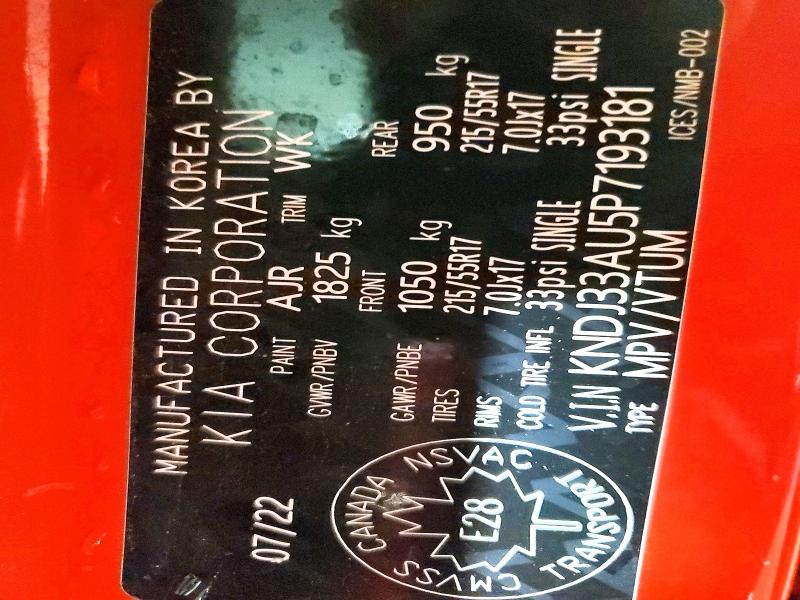 MANUFACTURED IN KOREA BY
KIA CORPORATION
07/22 PAINT AJR TRIM WK
GVWR/PNBV 1825 kg
FRONT REAR
GAWR/PNBE 1050 kg 950 kg
TIRES 215/55R17 215/55R17
RIMS 7.0Jx17 7.0Jx17
COLD TIRE INFL 33psi SINGLE 33psi SINGLE
V.I.N KNDJ33AU5P7193181
TYPE MPV/VTUM
ICES/NMB-002
CANADA
NSVAC
E28
CMVSS
TRANSPORT